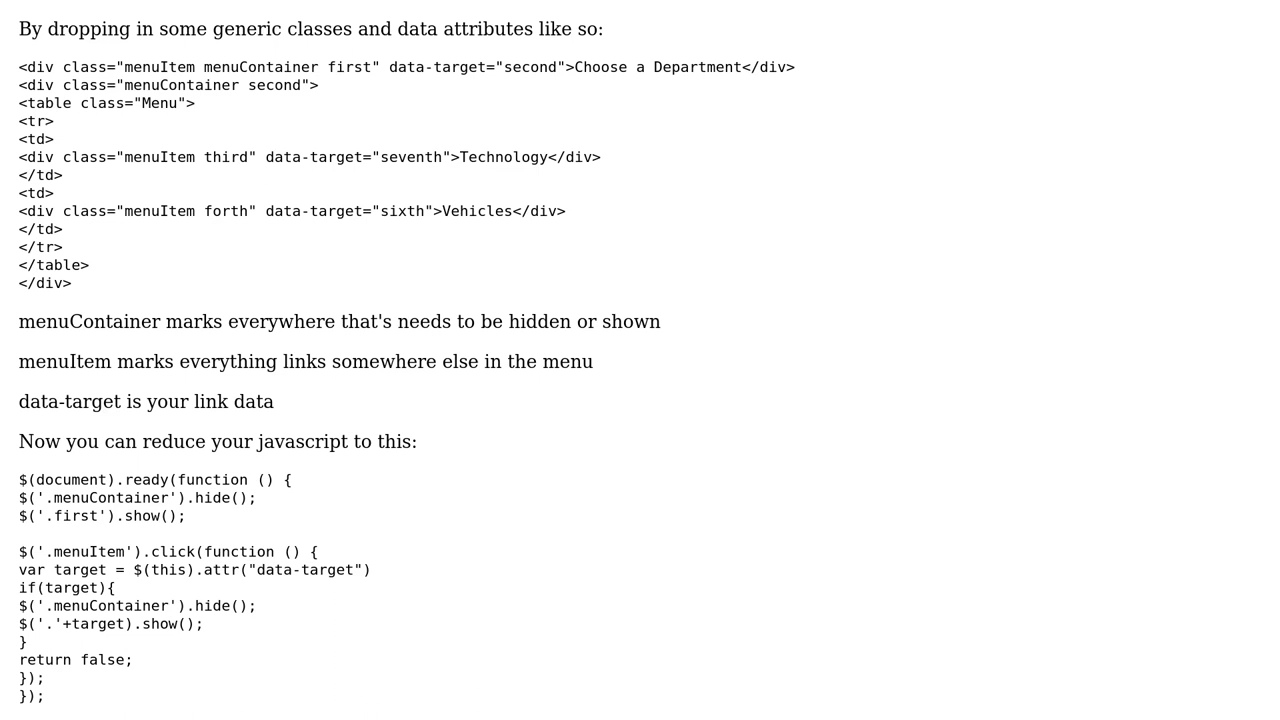 By dropping in some generic classes and data attributes like so:
<div class="menuItem menuContainer first" data-target="second">Choose a Department</div>
<div class="menuContainer second">
<table class="Menu">
<tr>
<td>
<div class="menuItem third" data-target="seventh">Technology</div>
</td>
<td>
<div class="menuItem forth" data-target="sixth">Vehicles</div>
</td>
</tr>
</table>
</div>
menuContainer marks everywhere that's needs to be hidden or shown
menuItem marks everything links somewhere else in the menu
data-target is your link data
Now you can reduce your javascript to this:
$(document).ready(function () {
$('.menuContainer').hide();
$('.first').show();
$('.menuItem').click(function () {
var target = $(this).attr("data-target")
if(target){
$('.menuContainer').hide();
$('.'+target).show();
}
return false;
});
});